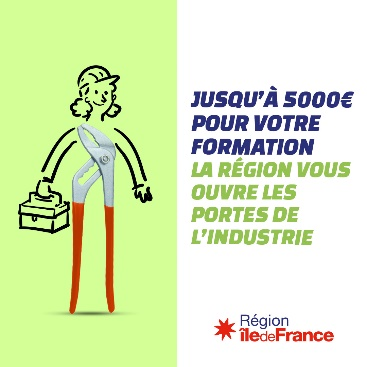 JUSQU'À 5000€
POUR VOTRE
FORMATION
LA RÉGION VOUS
OUVRE LES
PORTES DE
L'INDUSTRIE
Région
îledeFrance